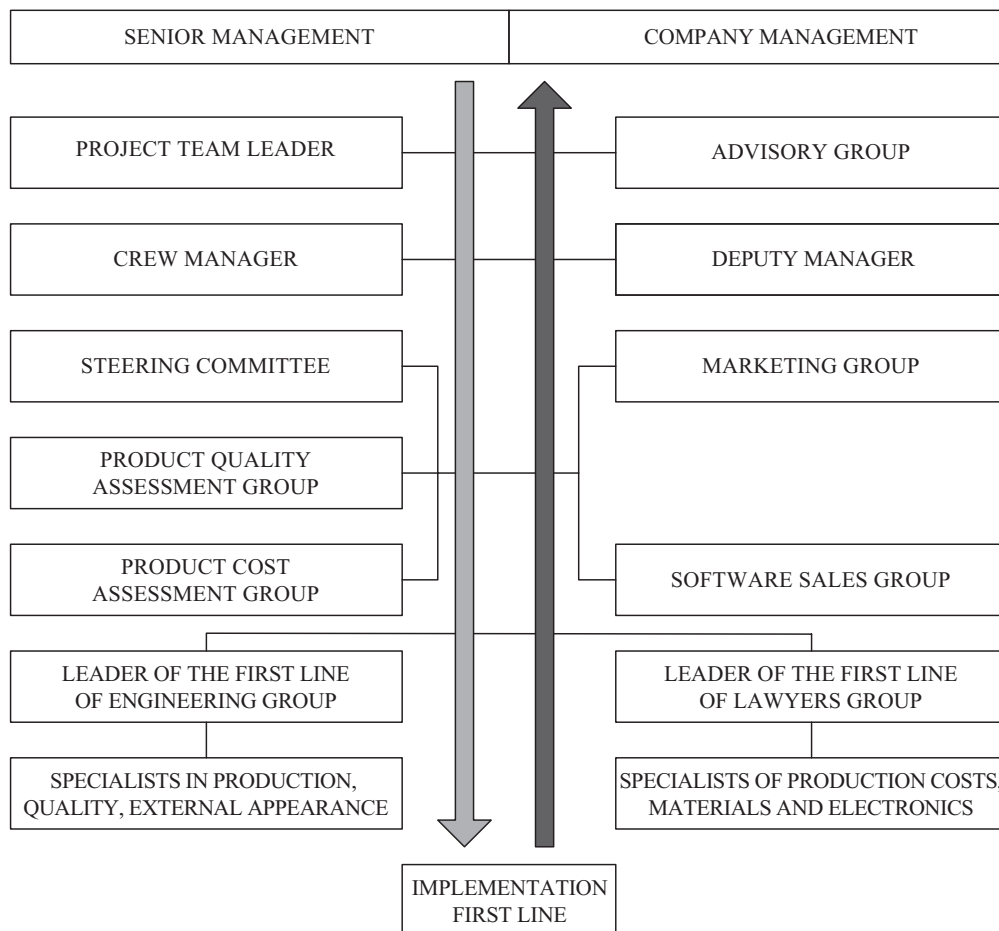 SENIOR MANAGEMENT
COMPANY MANAGEMENT
PROJECT TEAM LEADER
ADVISORY GROUP
CREW MANAGER
DEPUTY MANAGER
STEERING COMMITTEE
MARKETING GROUP
PRODUCT QUALITY
ASSESSMENT GROUP
PRODUCT COST
ASSESSMENT GROUP
SOFTWARE SALES GROUP
LEADER OF THE FIRST LINE
OF ENGINEERING GROUP
LEADER OF THE FIRST LINE
OF LAWYERS GROUP
SPECIALISTS IN PRODUCTION,
QUALITY, EXTERNAL APPEARANCE
SPECIALISTS OF PRODUCTION COSTS,
MATERIALS AND ELECTRONICS
IMPLEMENTATION
FIRST LINE